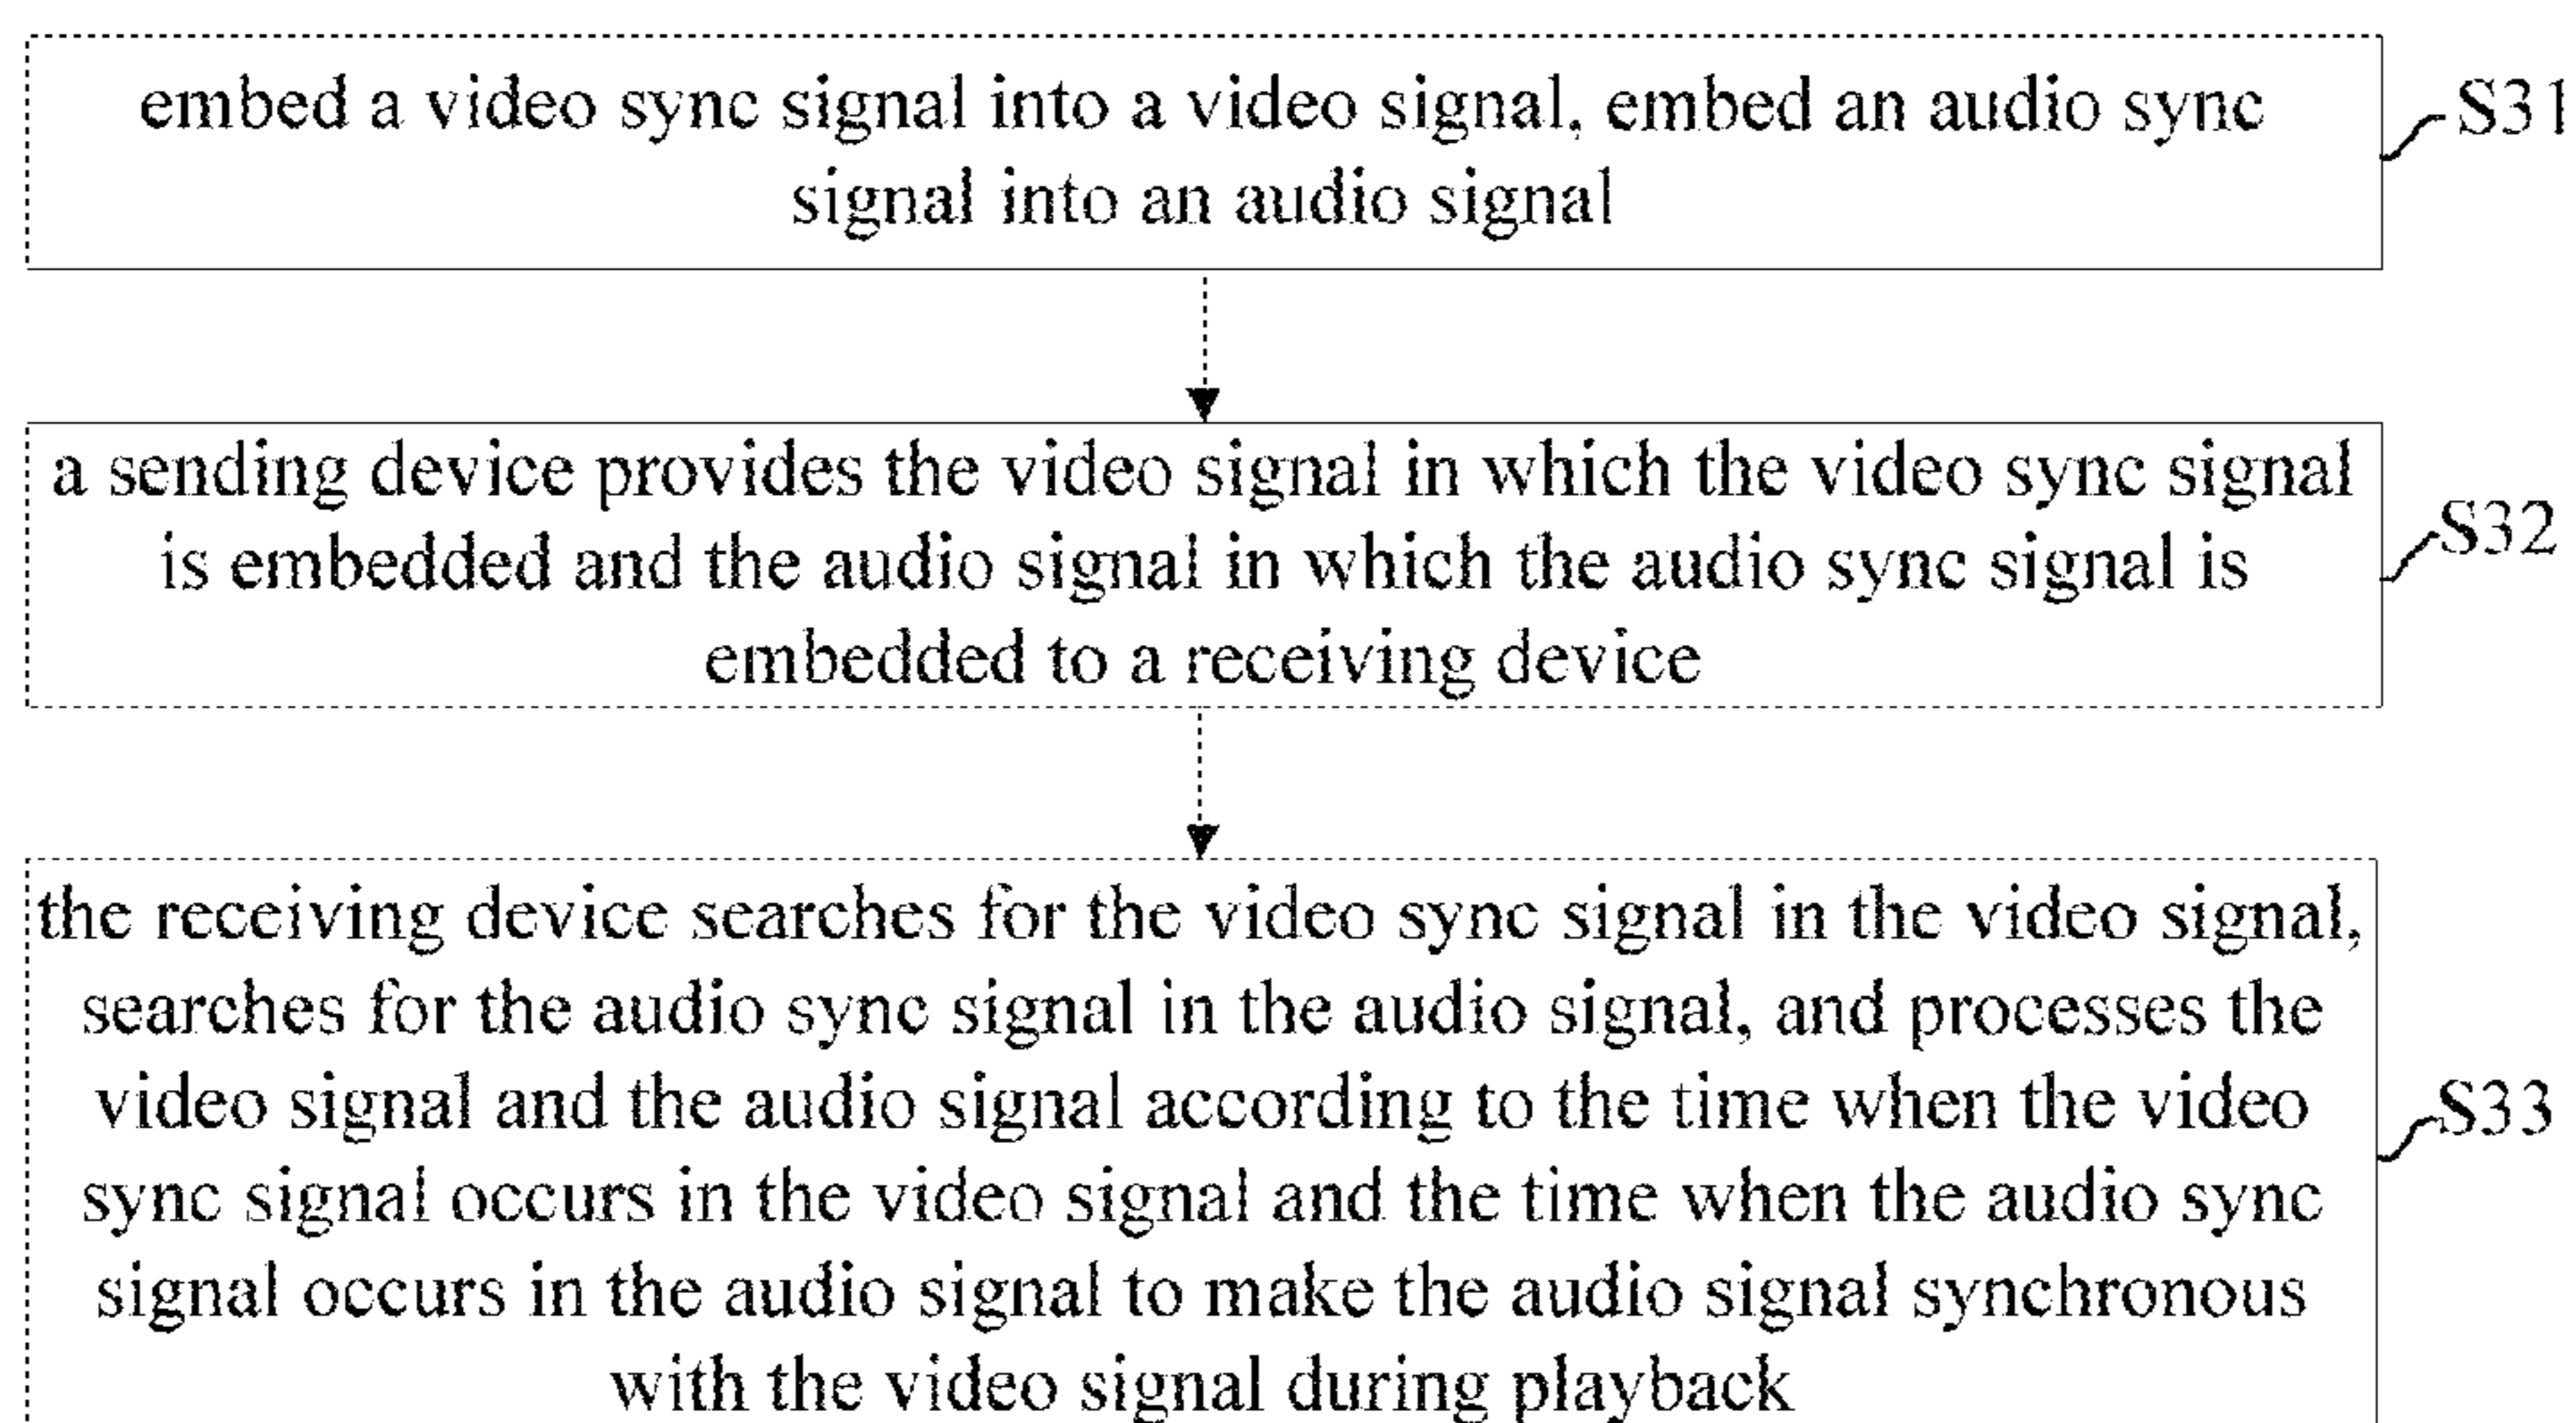 embed a video sync signal into a video signal, embed an audio sync
signal into an audio signal
S31
a sending device provides the video signal in which the video sync signal
is embedded and the audio signal in which the audio sync signal is
embedded to a receiving device
S32
the receiving device searches for the video sync signal in the video signal,
searches for the audio sync signal in the audio signal, and processes the
video signal and the audio signal according to the time when the video
sync signal occurs in the video signal and the time when the audio sync
signal occurs in the audio signal to make the audio signal synchronous
with the video signal during playback
S33